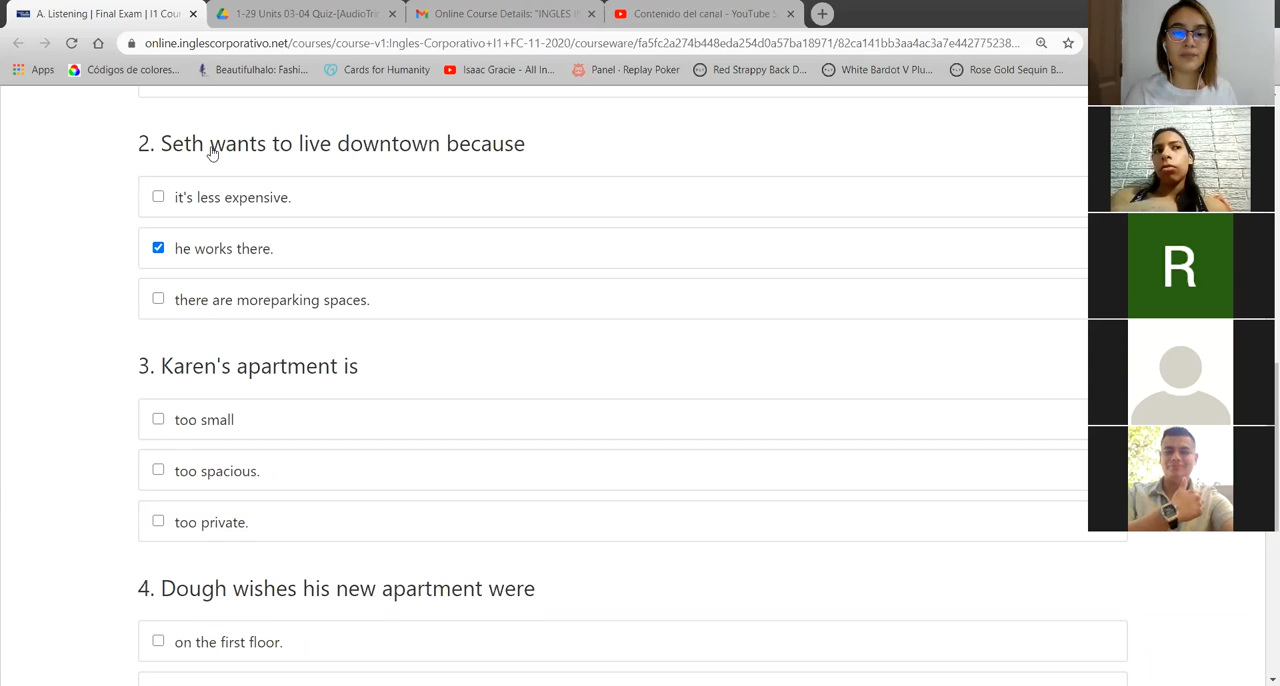 A. Listening | Final Exam | I1 Cou
1-29 Units 03-04 Quiz-[AudioTri
Online Course Details: "INGLES I
Contenido del canal - YouTube S
online.inglescorporativo.net/courses/course-v1:Ingles-Corporativo+I1+FC-11-2020/courseware/fa5fc2a274b448eda254d0a57ba18971/82ca141bb3aa4ac3a7e442775238...
Apps
Códigos de colores...
Beautifulhalo: Fashi...
Cards for Humanity
Isaac Gracie - All In...
Panel · Replay Poker
Red Strappy Back D...
White Bardot V Plu...
Rose Gold Sequin B...
2. Seth wants to live downtown because
it's less expensive.
he works there.
there are moreparking spaces.
3. Karen's apartment is
too small
too spacious.
too private.
4. Dough wishes his new apartment were
on the first floor.
R